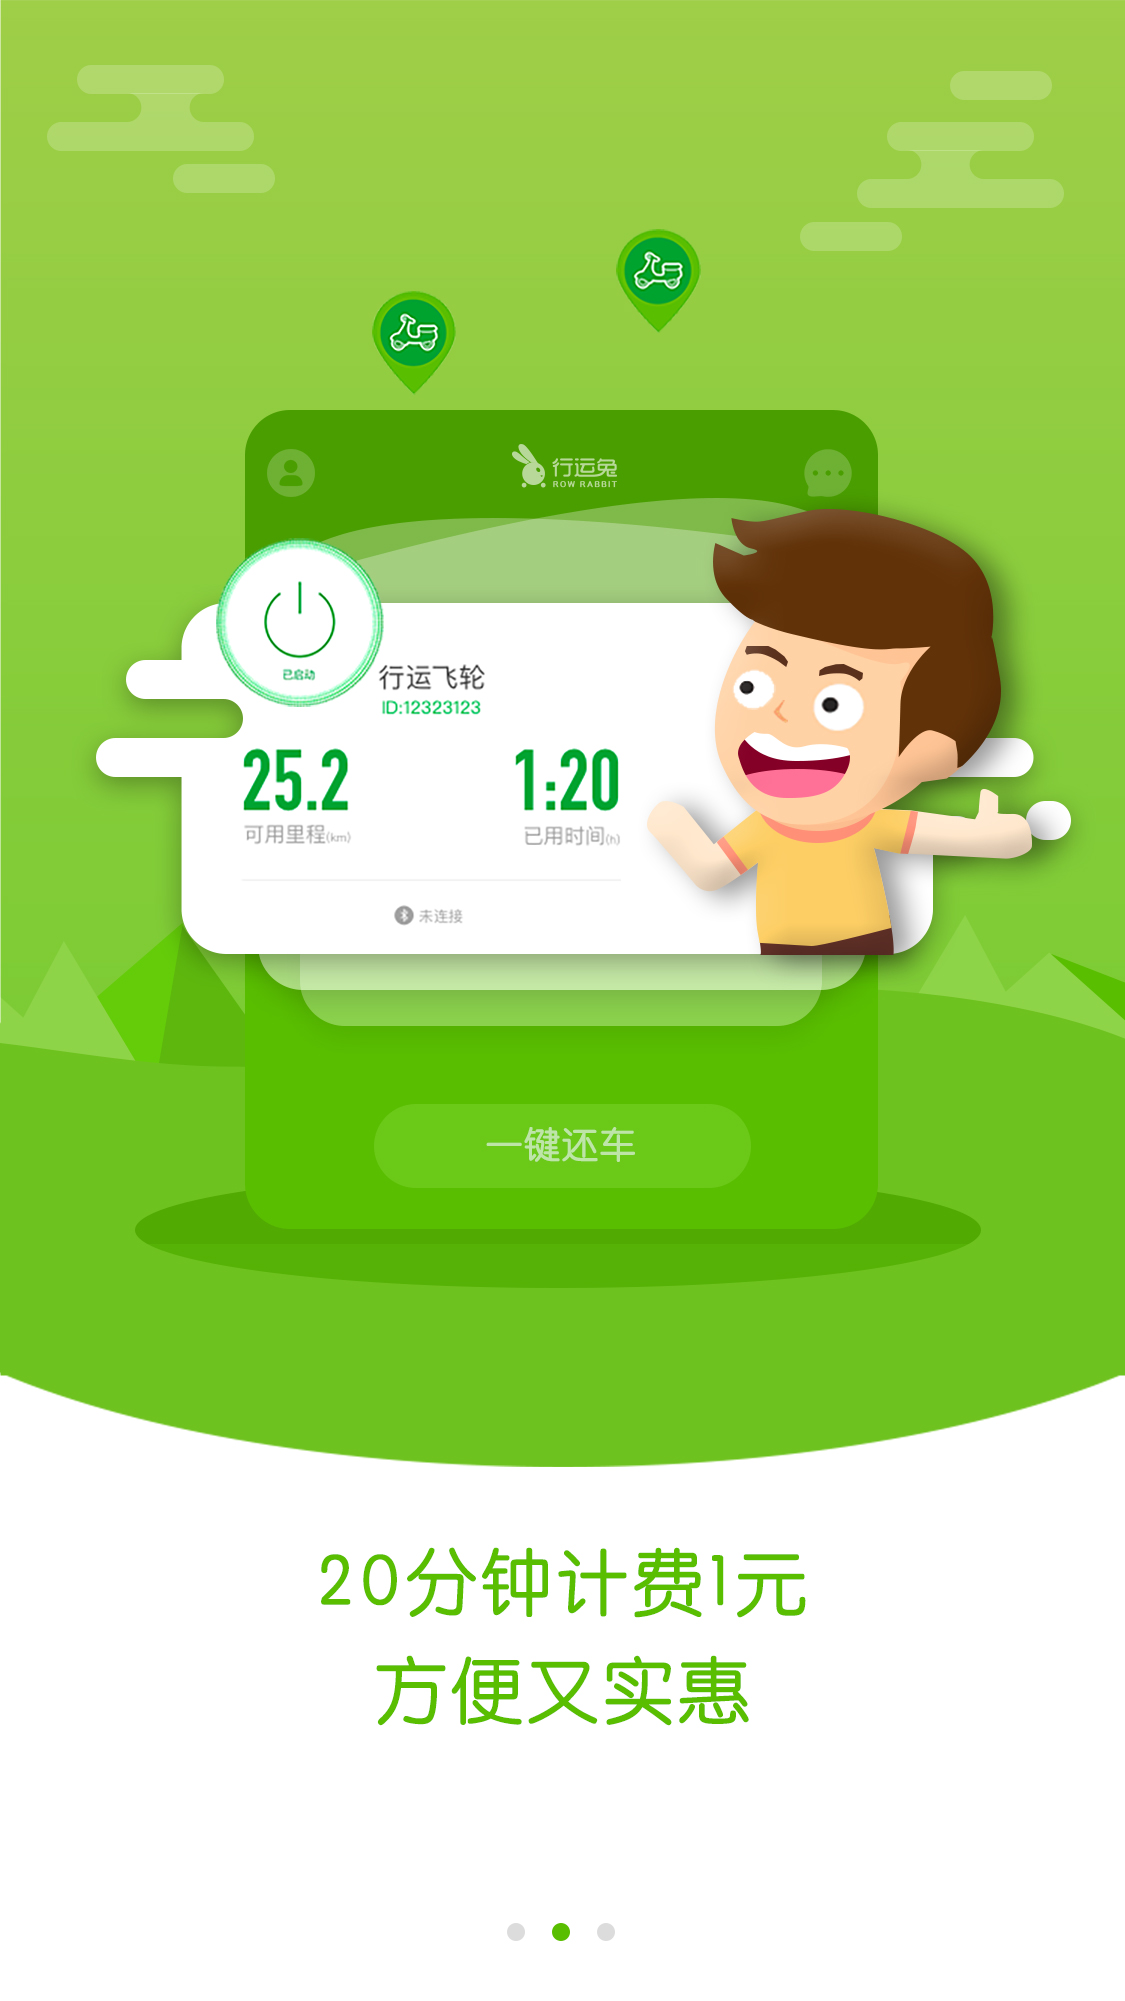 行运兔
ROW RABBIT
已启动
行运飞轮
ID:12323123
25.2
1:20
可用里程(km)
已用时间(h)
未连接
一键还车
20分钟计费1元
方便又实惠